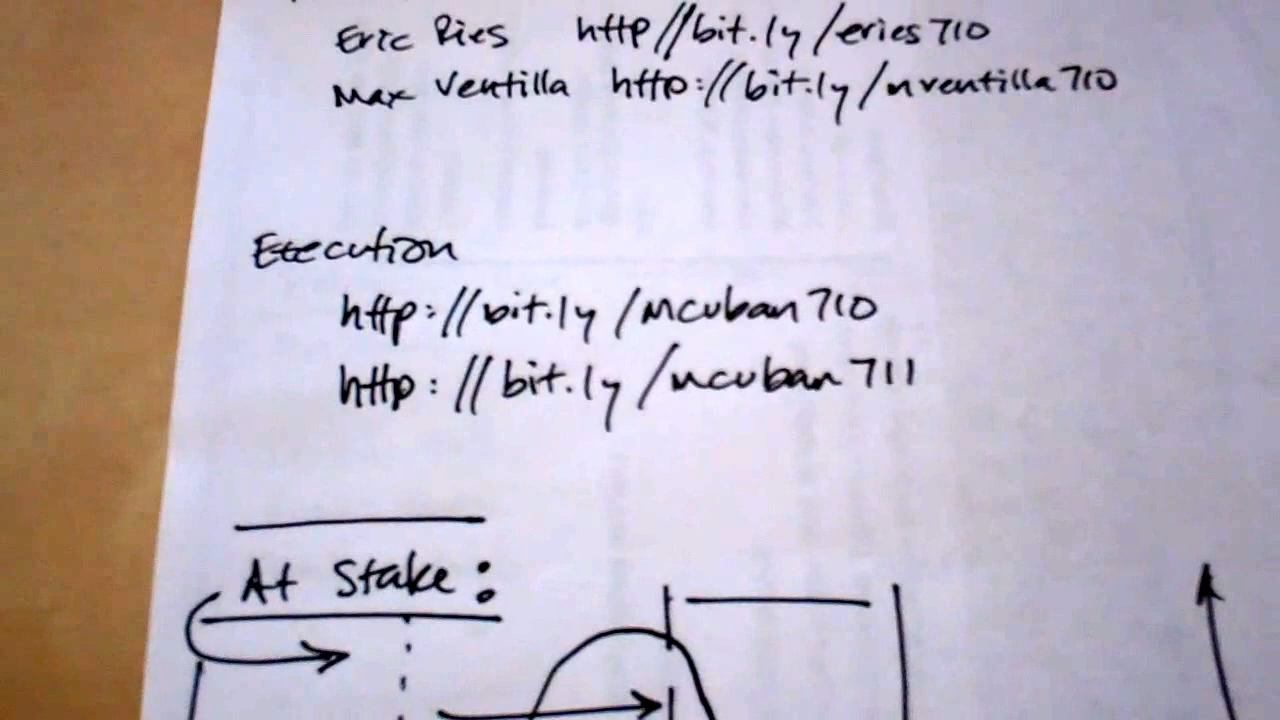 Eric Ries http//bit.ly/eries710
Max Ventilla http://bit.ly/mventilla710
Execution
http://bit.ly/mcuban710
http://bit.ly/mcuban711
At Stake: